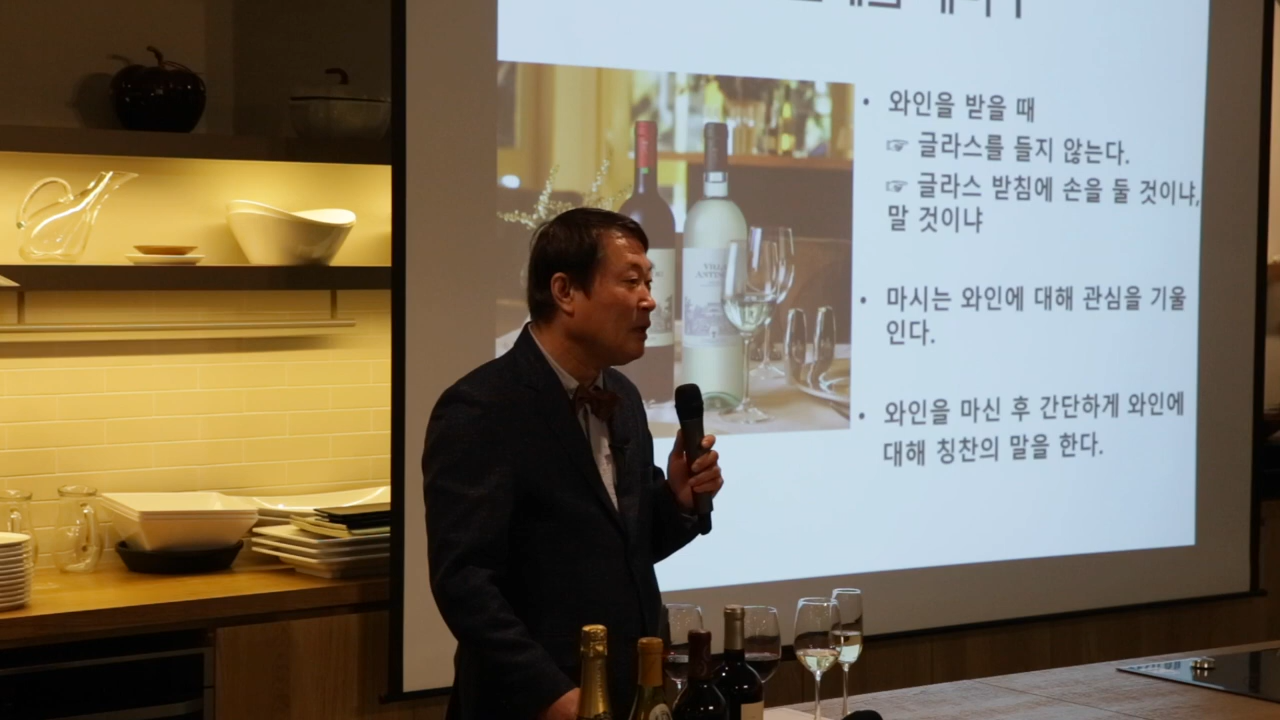 • 와인을 받을 때
☞ 글라스를 들지 않는다.
☞ 글라스 받침에 손을 둘 것이냐,
말 것이냐
• 마시는 와인에 대해 관심을 기울
인다.
• 와인을 마신 후 간단하게 와인에
대해 칭찬의 말을 한다.
VILLA
ANTINORI